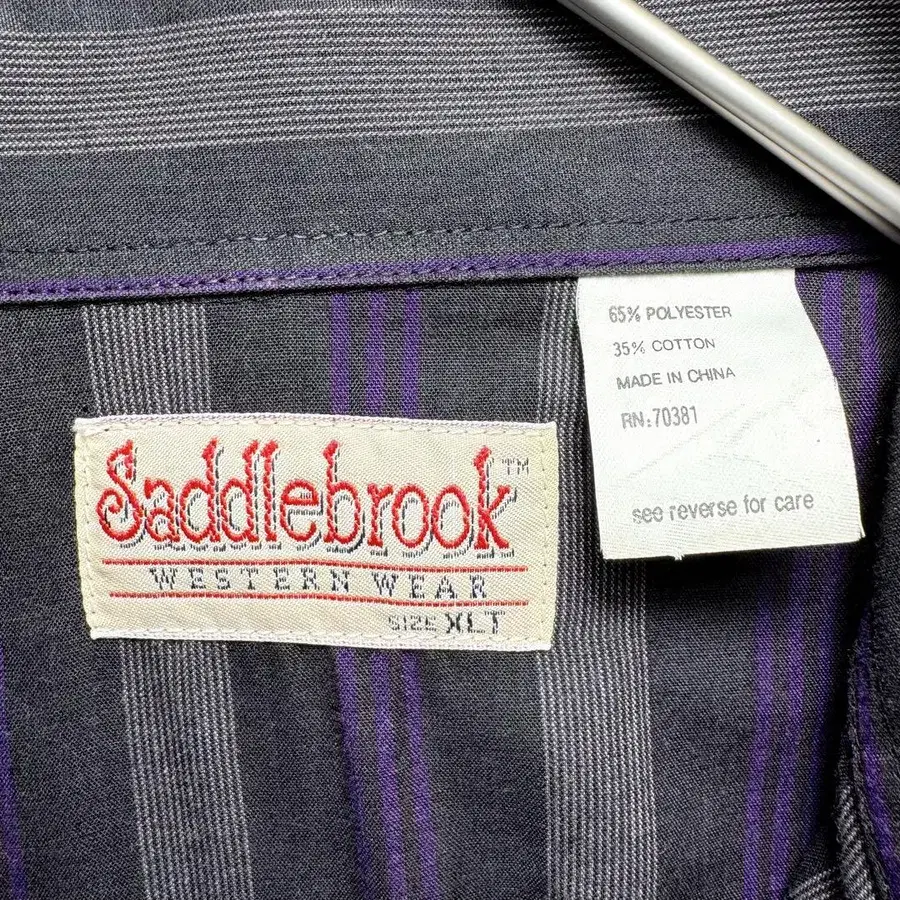 Saddlebrook™
WESTERN WEAR
SIZE XLT
65% POLYESTER
35% COTTON
MADE IN CHINA
RN:70381
see reverse for care